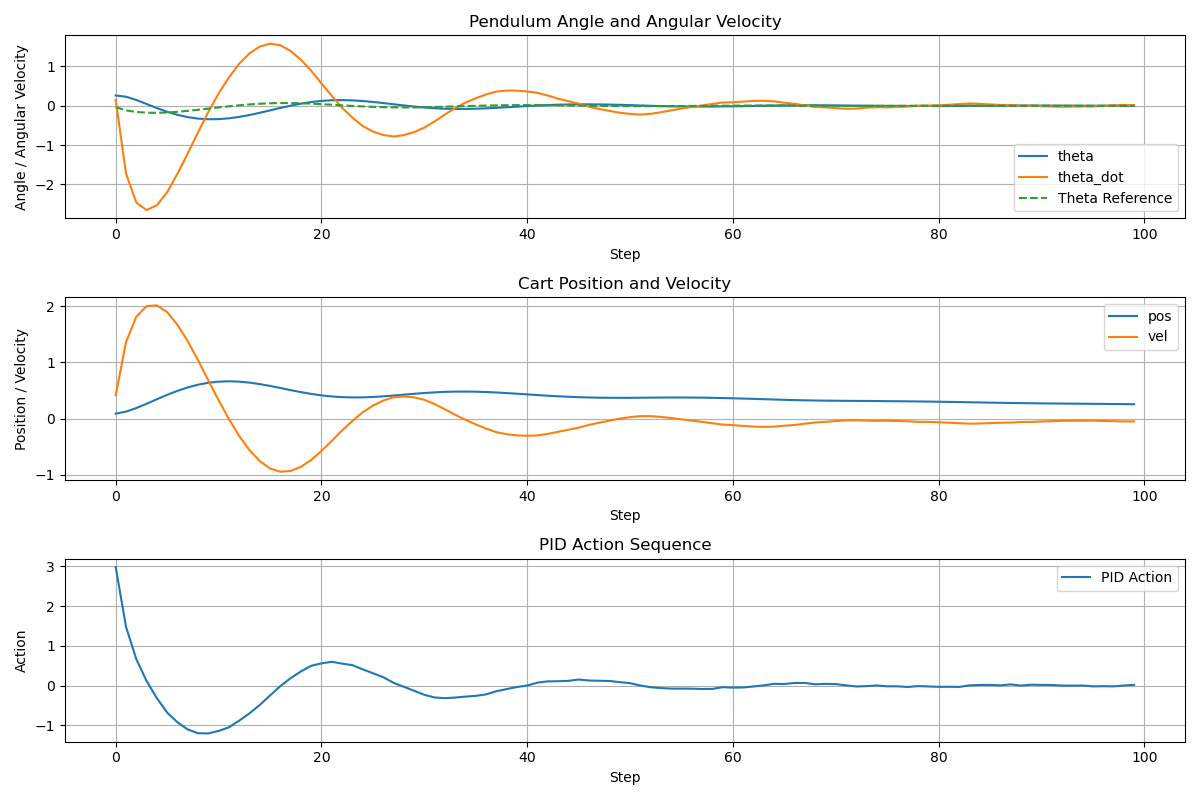 Pendulum Angle and Angular Velocity
Angle / Angular Velocity
1
0
−1
−2
theta
theta_dot
Theta Reference
0 20 40 60 80 100
Step
Cart Position and Velocity
Position / Velocity
2
1
0
−1
pos
vel
0 20 40 60 80 100
Step
PID Action Sequence
Action
3
2
1
0
−1
PID Action
0 20 40 60 80 100
Step